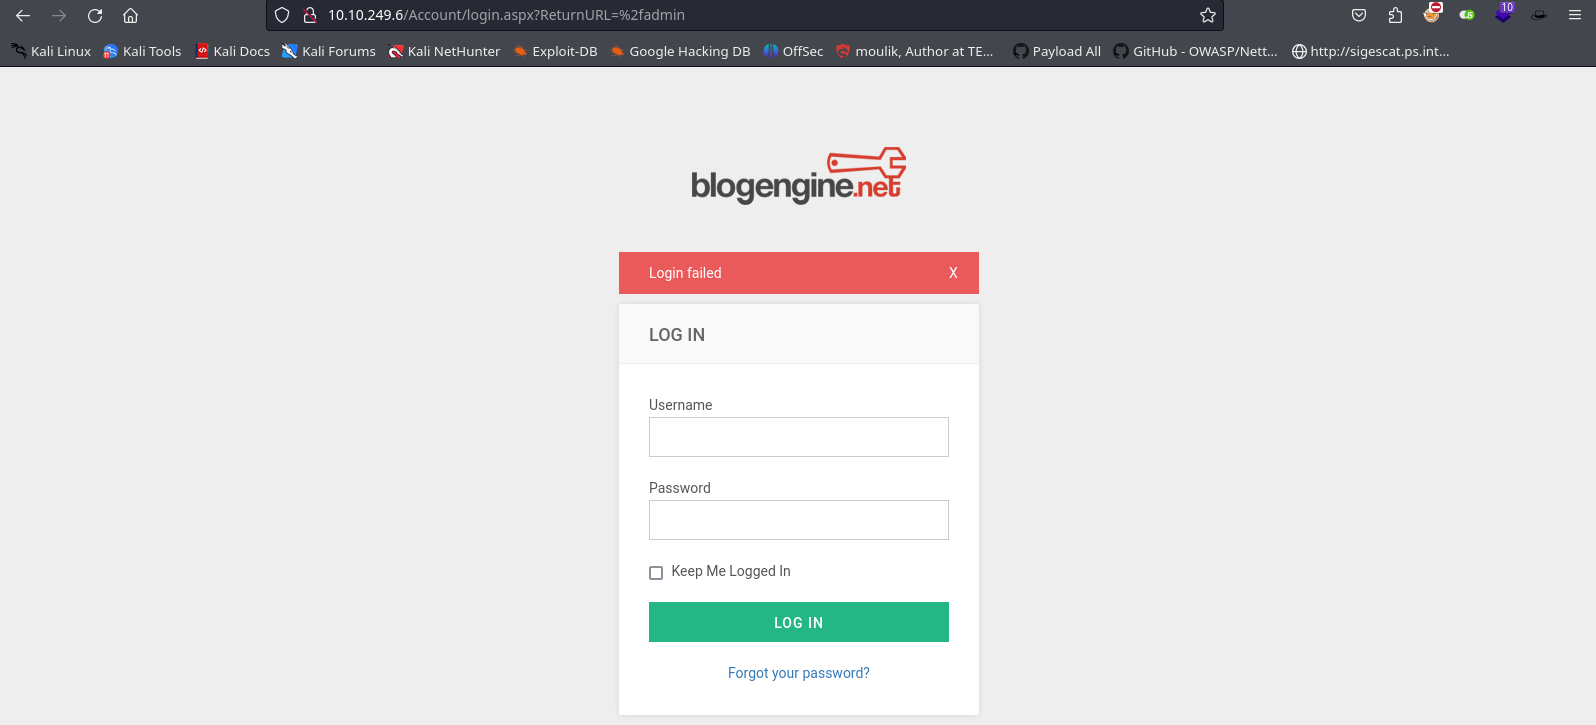 10.10.249.6/Account/login.aspx?ReturnURL=%2fadmin
10
Kali Linux Kali Tools Kali Docs Kali Forums Kali NetHunter Exploit-DB Google Hacking DB OffSec moulik, Author at TE... Payload All GitHub - OWASP/Nett... http://sigescat.ps.int...
blogengine.net
Login failed X
LOG IN
Username
Password
Keep Me Logged In
LOG IN
Forgot your password?